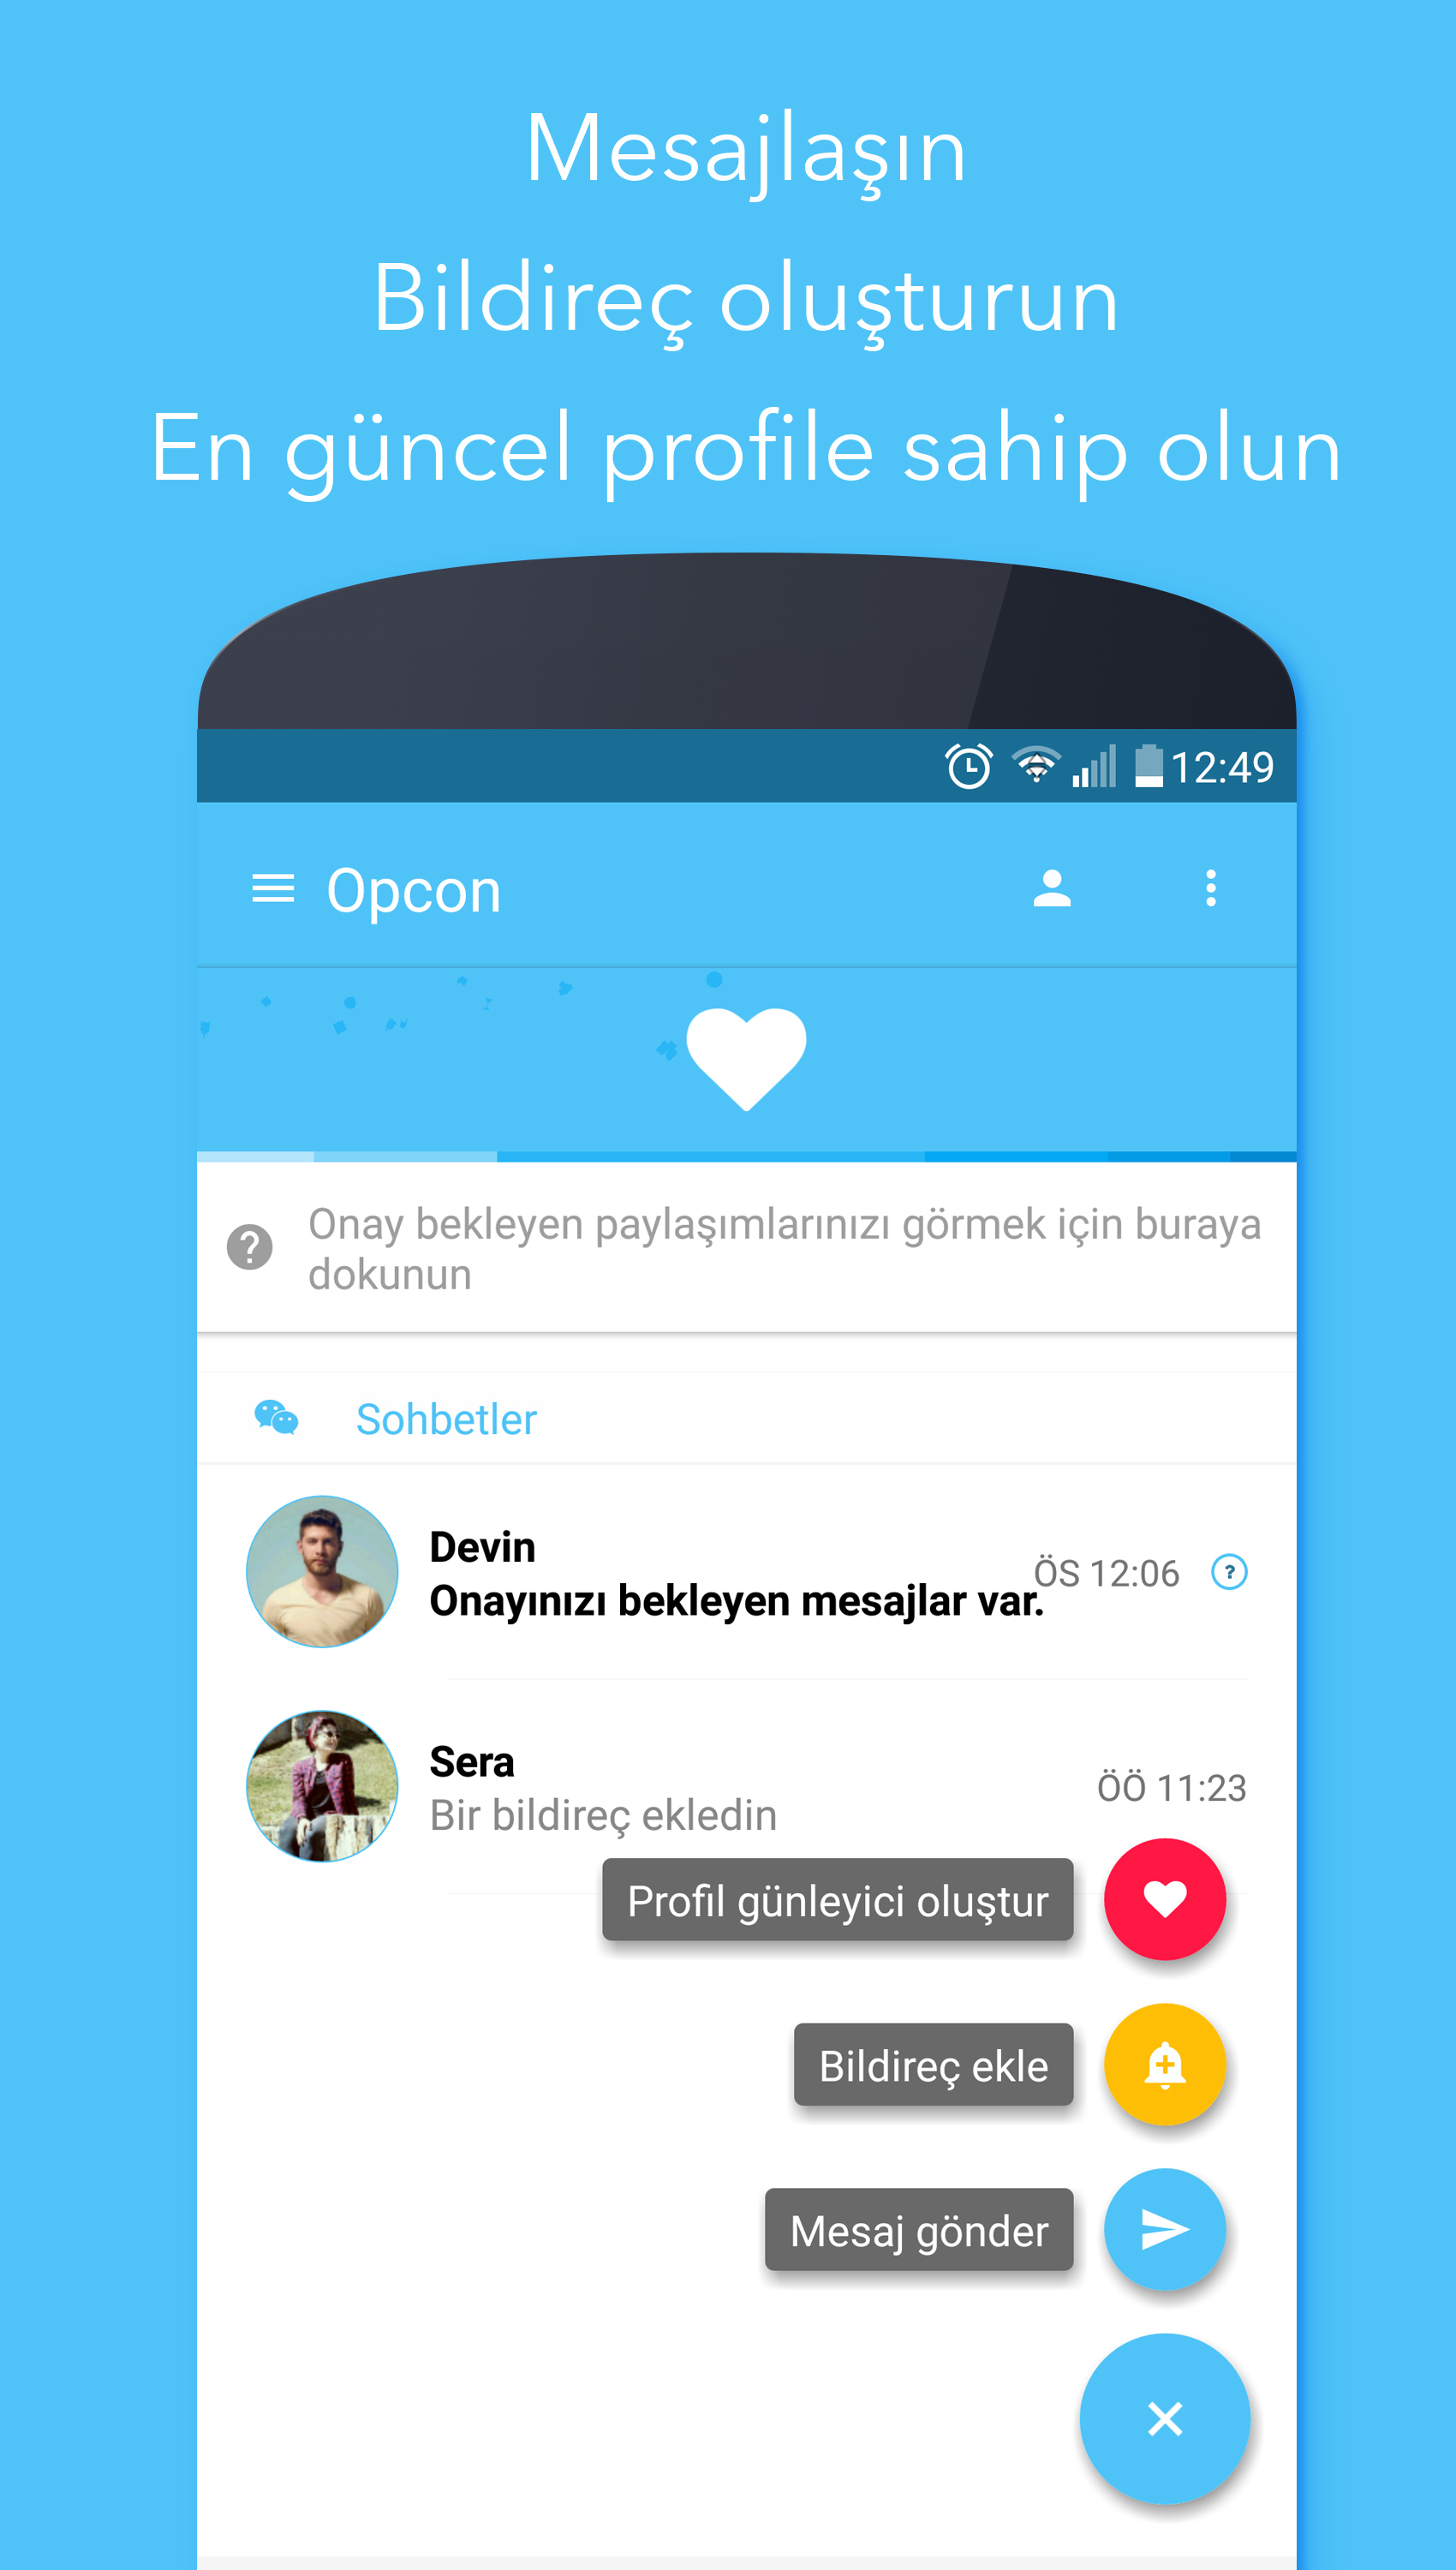 Mesajlaşın
Bildireç oluşturun
En güncel profile sahip olun
12:49
Opcon
Onay bekleyen paylaşımlarınızı görmek için buraya
dokunun
Sohbetler
Devin
Onayınızı bekleyen mesajlar var.
ÖS 12:06
Sera
Bir bildireç ekledin
ÖÖ 11:23
Profil günleyici oluştur
Bildireç ekle
Mesaj gönder